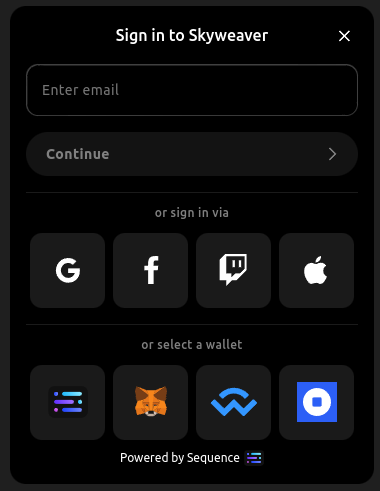 Sign in to Skyweaver
Enter email
Continue
or sign in via
or select a wallet
Powered by Sequence